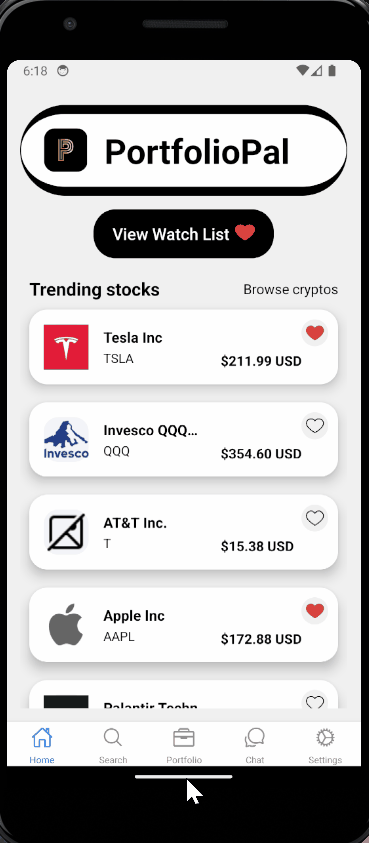 6:18
P PortfolioPal
View Watch List
Trending stocks Browse cryptos
Tesla Inc
TSLA $211.99 USD
Invesco QQQ...
Invesco QQQ $354.60 USD
AT&T Inc.
T $15.38 USD
Apple Inc
AAPL $172.88 USD
Palantir Techn
Home Search Portfolio Chat Settings